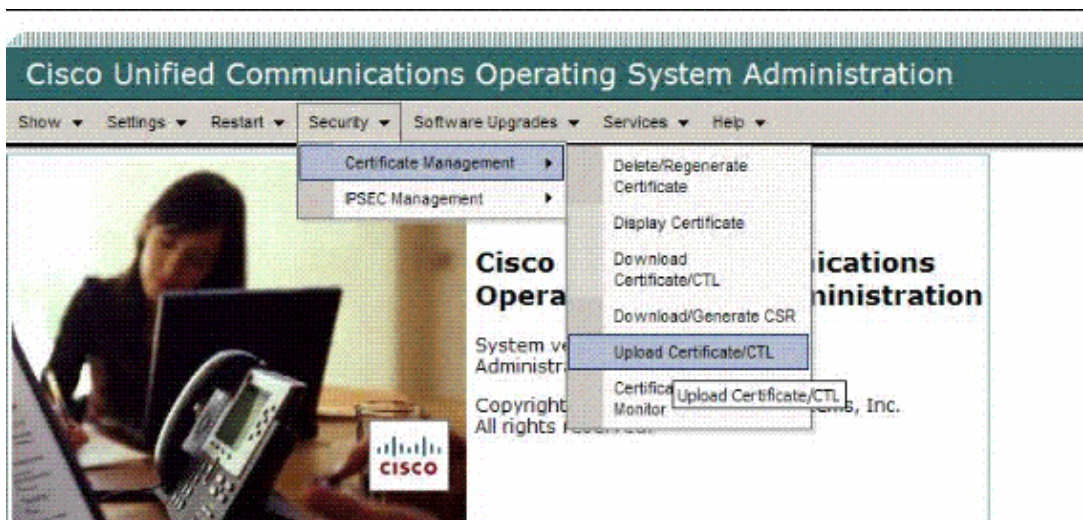 Cisco Unified Communications Operating System Administration
Show Settings Restart Security Software Upgrades Services Help
Certificate Management
IPSEC Management
Delete/Regenerate
Certificate
Display Certificate
Download
Certificate/CTL
Download/Generate CSR
Upload Certificate/CTL
Certifica
Monitor
Upload Certificate/CTL
Cisco ications
Opera ministration
System ve
Administr
Copyright ems, Inc.
All rights
CISCO